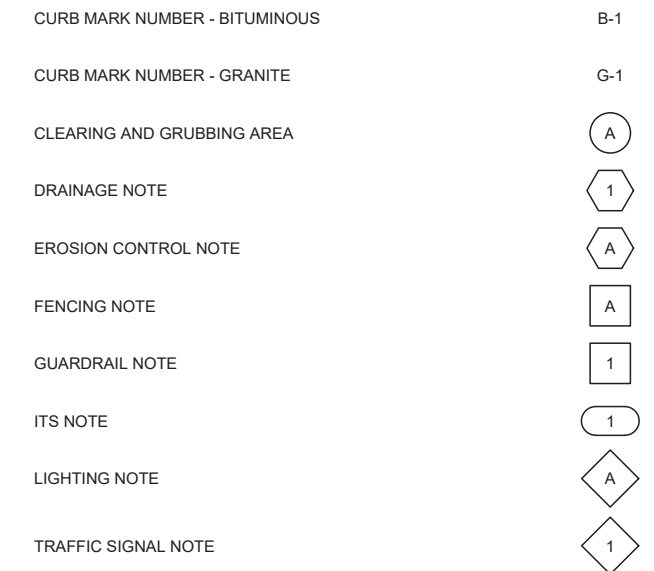 CURB MARK NUMBER - BITUMINOUS B-1
CURB MARK NUMBER - GRANITE G-1
CLEARING AND GRUBBING AREA A
DRAINAGE NOTE 1
EROSION CONTROL NOTE A
FENCING NOTE A
GUARDRAIL NOTE 1
ITS NOTE 1
LIGHTING NOTE A
TRAFFIC SIGNAL NOTE 1